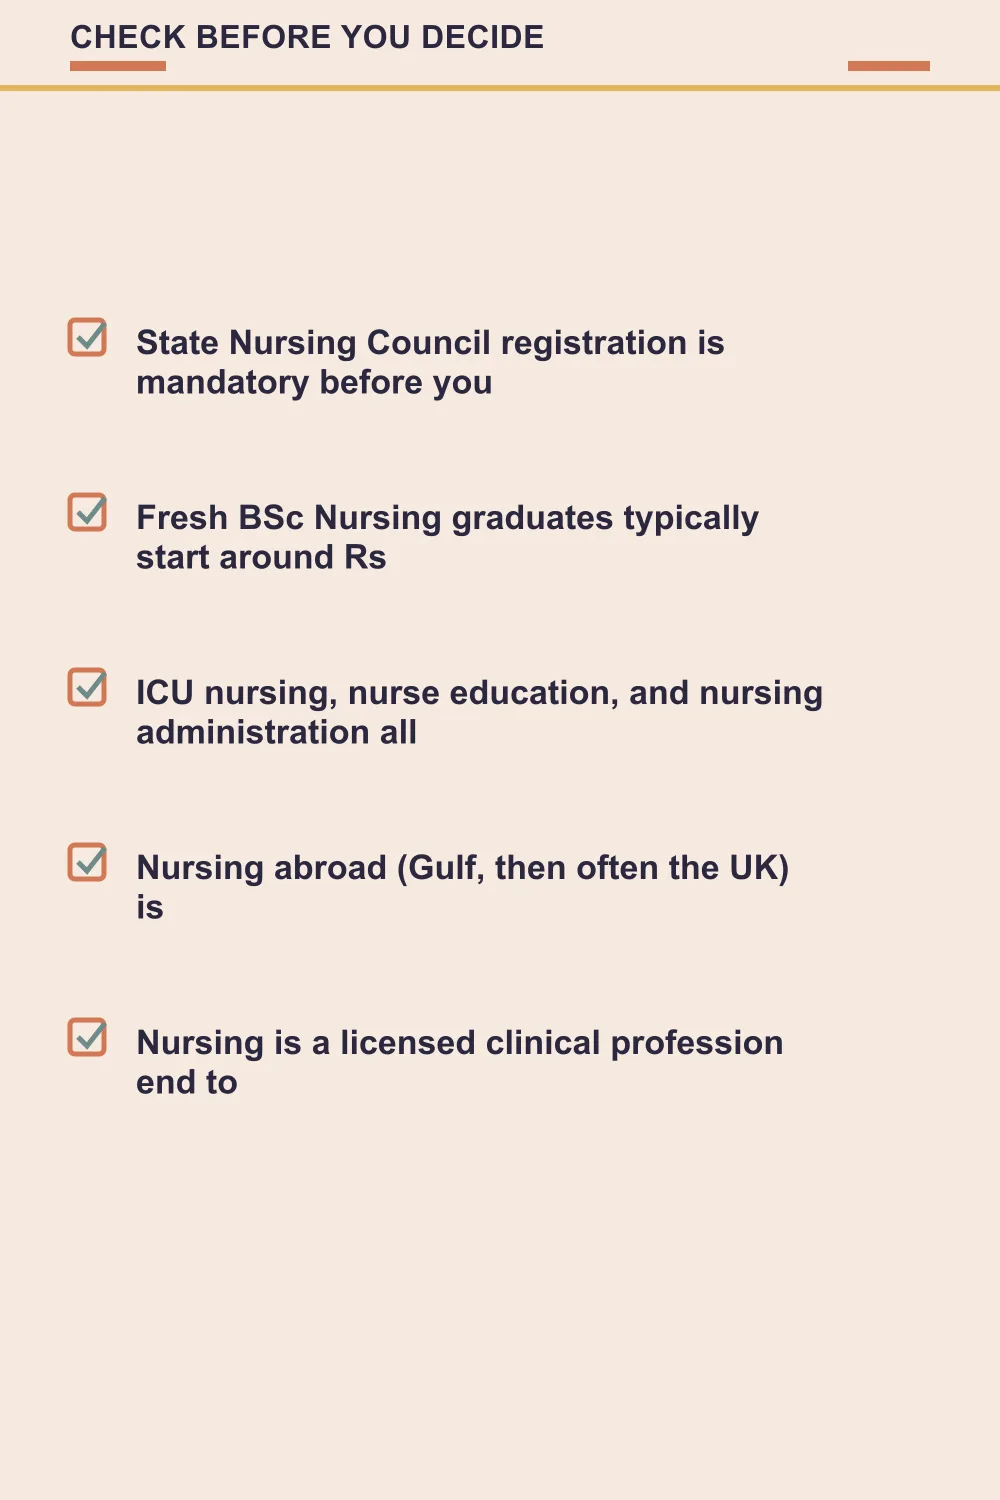 CHECK BEFORE YOU DECIDE
State Nursing Council registration is
mandatory before you
Fresh BSc Nursing graduates typically
start around Rs
ICU nursing, nurse education, and nursing
administration all
Nursing abroad (Gulf, then often the UK)
is
Nursing is a licensed clinical profession
end to